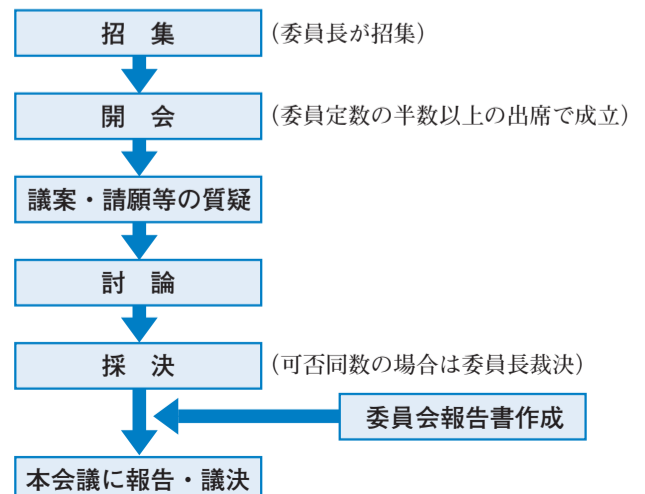 招　集
（委員長が招集）
開　会
（委員定数の半数以上の出席で成立）
議案・請願等の質疑
討　論
採　決
（可否同数の場合は委員長裁決）
委員会報告書作成
本会議に報告・議決